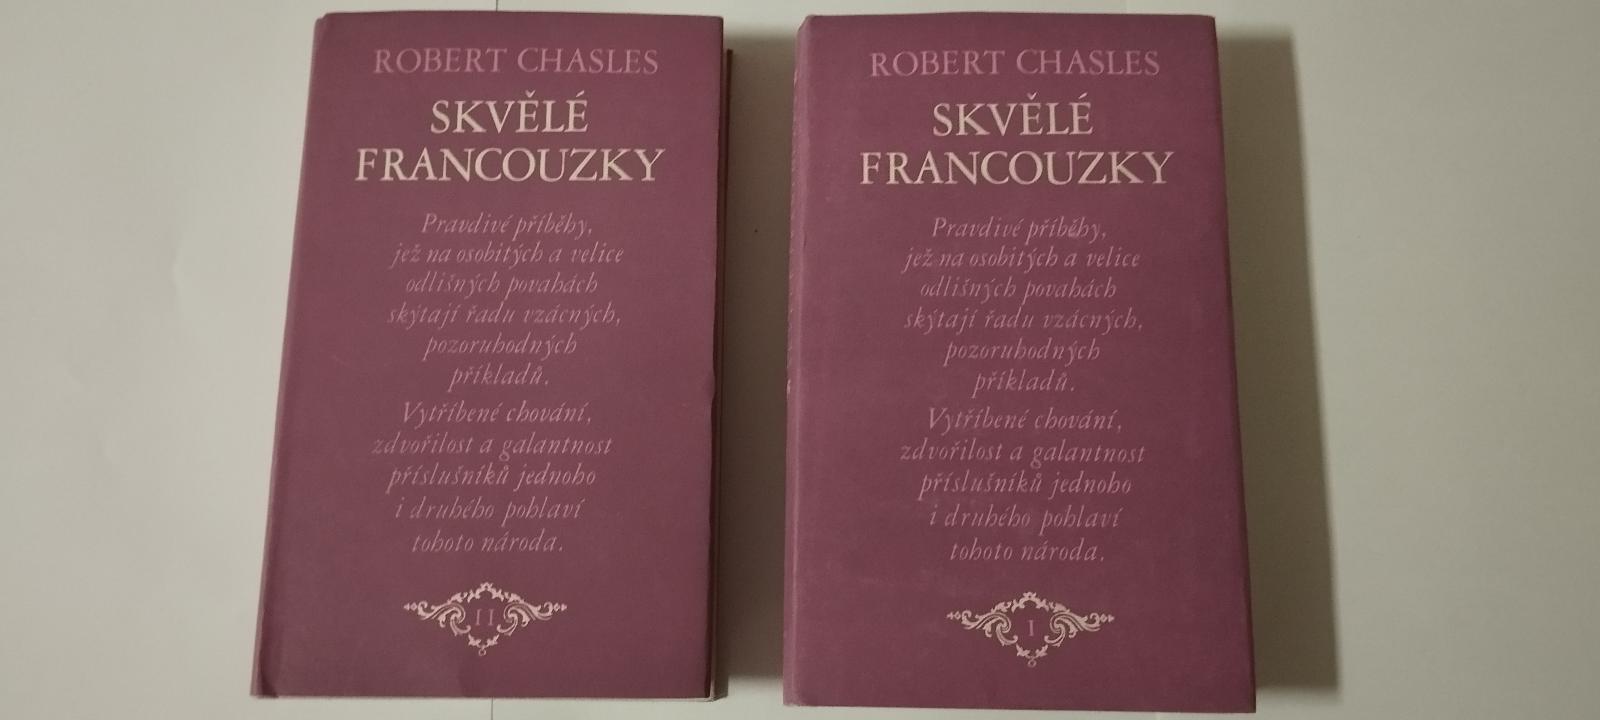 ROBERT CHASLES
SKVĚLÉ
FRANCOUZKY
Pravdivé příběhy,
jež na osobitých a velice
odlišných povahách
skýtají řadu vzácných,
pozoruhodných
příkladů.
Vytříbené chování,
zdvořilost a galantnost
příslušníků jednoho
i druhého pohlaví
tohoto národa.
II
ROBERT CHASLES
SKVĚLÉ
FRANCOUZKY
Pravdivé příběhy,
jež na osobitých a velice
odlišných povahách
skýtají řadu vzácných,
pozoruhodných
příkladů.
Vytříbené chování,
zdvořilost a galantnost
příslušníků jednoho
i druhého pohlaví
tohoto národa.
I